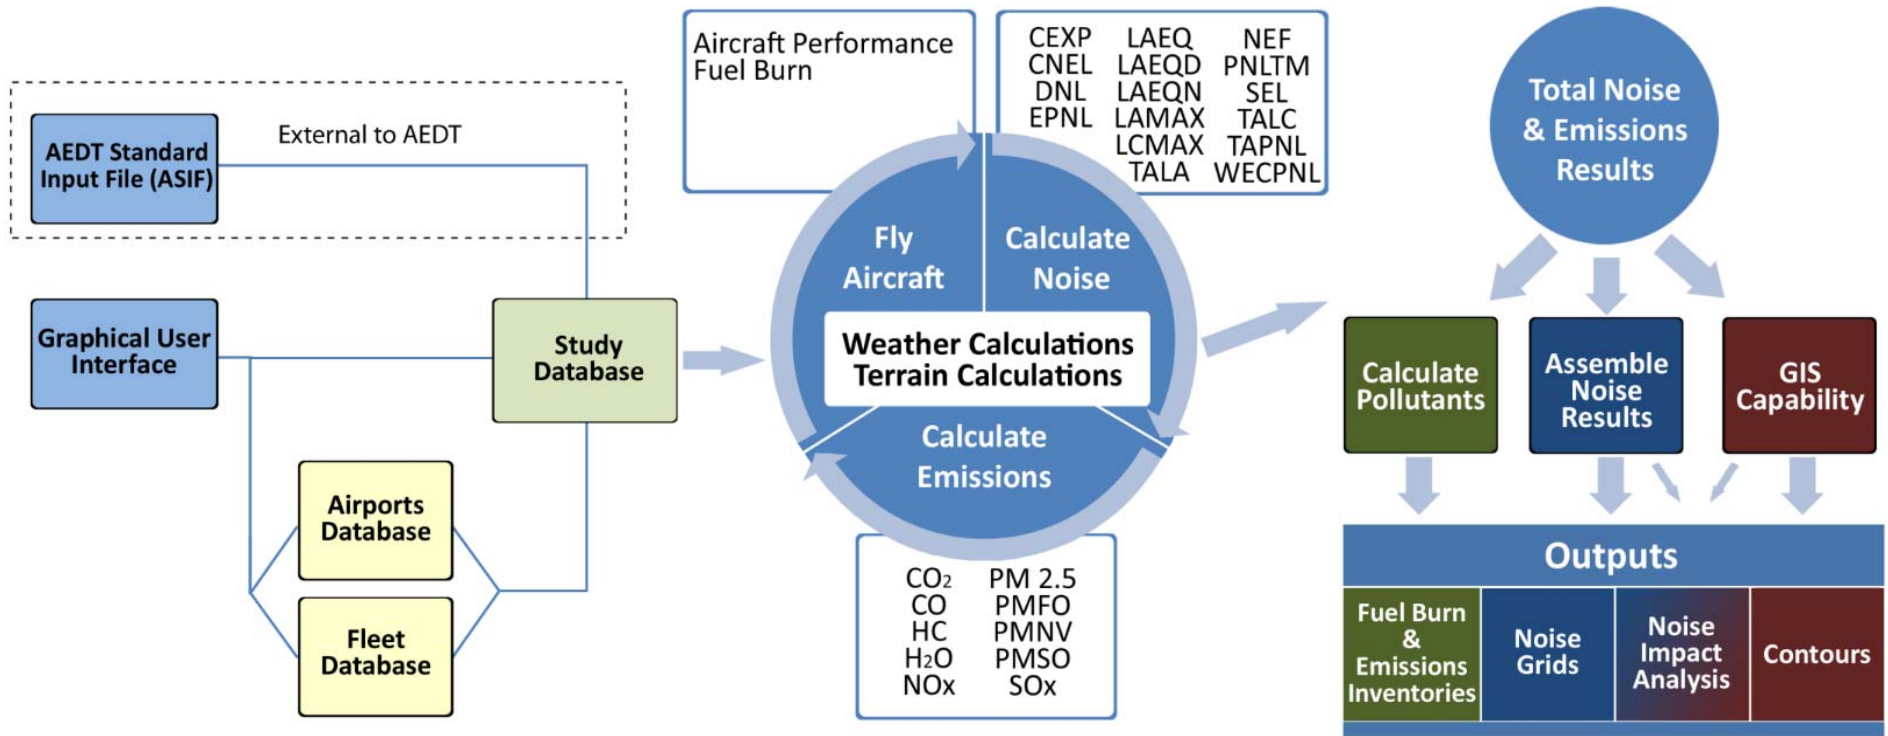 External to AEDT
AEDT Standard
Input File (ASIF)
Graphical User
Interface
Study
Database
Airports
Database
Fleet
Database
Aircraft Performance
Fuel Burn
CEXP LAEQ NEF
CNEL LAEQD PNLTM
DNL LAEQN SEL
EPNL LAMAX TALC
LCMAX TAPNL
TALA WECPNL
Fly
Aircraft
Calculate
Noise
Weather Calculations
Terrain Calculations
Calculate
Emissions
CO2 PM 2.5
CO PMFO
HC PMNV
H2O PMSO
NOx SOx
Total Noise
& Emissions
Results
Calculate
Pollutants
Assemble
Noise
Results
GIS
Capability
Outputs
Fuel Burn
&
Emissions
Inventories
Noise
Grids
Noise
Impact
Analysis
Contours